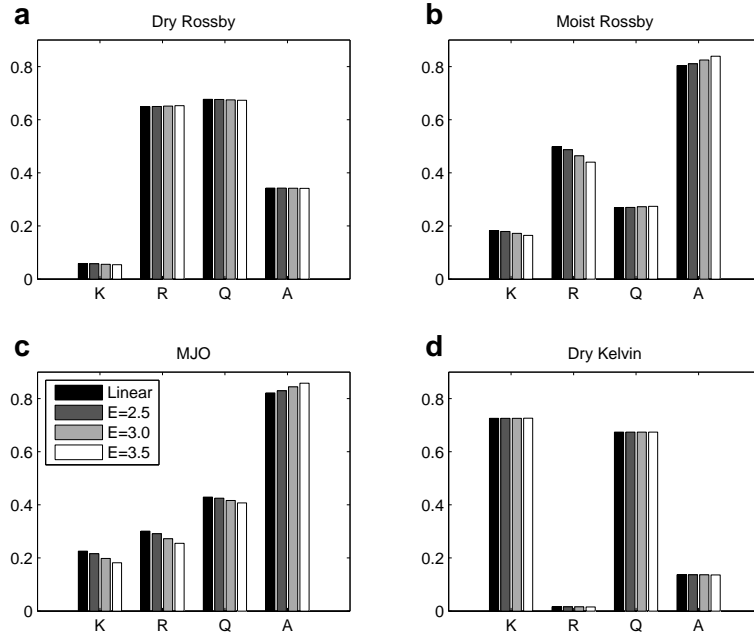 a
Dry Rossby
0.8
0.6
0.4
0.2
0
K R Q A
b
Moist Rossby
0.8
0.6
0.4
0.2
0
K R Q A
c
MJO
0.8
0.6
0.4
0.2
0
K R Q A
Linear
E=2.5
E=3.0
E=3.5
d
Dry Kelvin
0.8
0.6
0.4
0.2
0
K R Q A